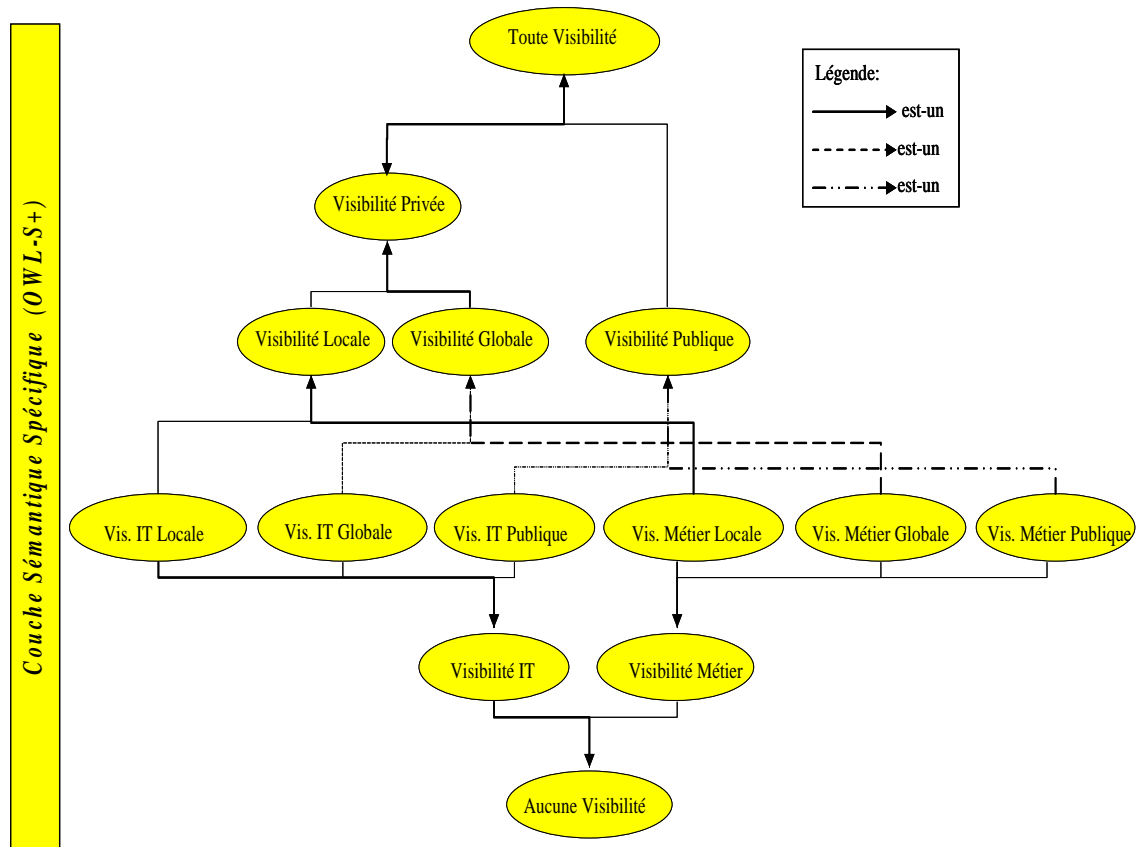 Couche Sémantique Spécifique (OWL-S+)
Toute Visibilité
Légende:
est-un
est-un
est-un
Visibilité Privée
Visibilité Locale
Visibilité Globale
Visibilité Publique
Vis. IT Locale
Vis. IT Globale
Vis. IT Publique
Vis. Métier Locale
Vis. Métier Globale
Vis. Métier Publique
Visibilité IT
Visibilité Métier
Aucune Visibilité